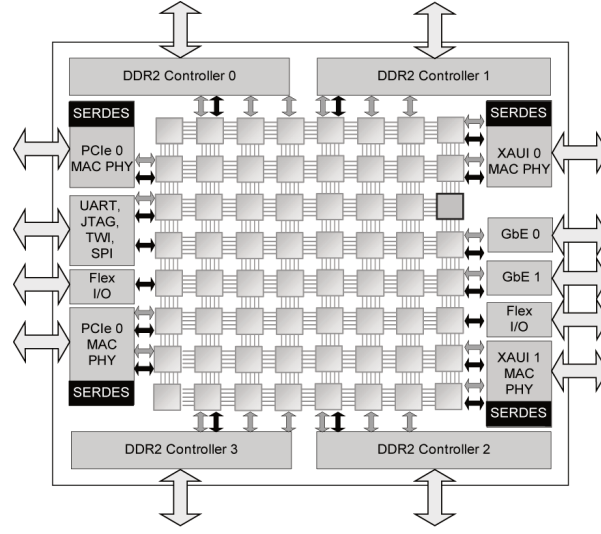 DDR2 Controller 0
DDR2 Controller 1
SERDES
PCIe 0
MAC PHY
SERDES
XAUI 0
MAC PHY
UART,
JTAG,
TWI,
SPI
GbE 0
GbE 1
Flex
I/O
Flex
I/O
PCIe 0
MAC
PHY
SERDES
XAUI 1
MAC
PHY
SERDES
DDR2 Controller 3
DDR2 Controller 2